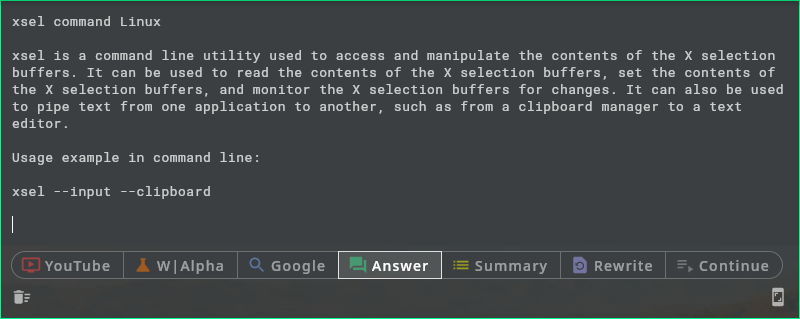 xsel command Linux
xsel is a command line utility used to access and manipulate the contents of the X selection
buffers. It can be used to read the contents of the X selection buffers, set the contents of
the X selection buffers, and monitor the X selection buffers for changes. It can also be used
to pipe text from one application to another, such as from a clipboard manager to a text
editor.
Usage example in command line:
xsel --input --clipboard
YouTube W|Alpha Google Answer Summary Rewrite Continue